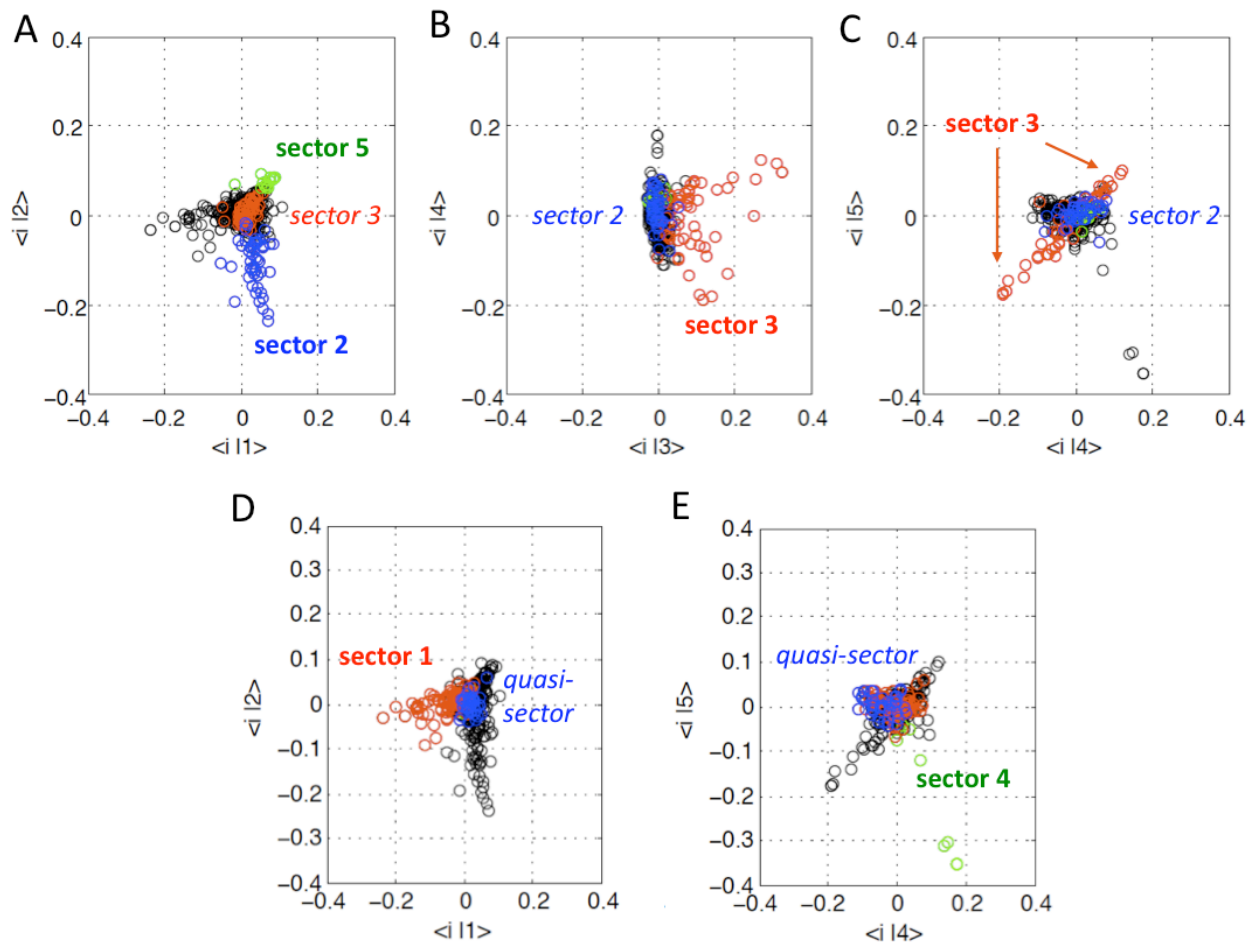 A
0.4
0.2
0
−0.2
−0.4
<i l2>
−0.4
−0.2
0
0.2
0.4
<i l1>
sector 5
sector 3
sector 2
B
0.4
0.2
0
−0.2
−0.4
<i l4>
−0.4
−0.2
0
0.2
0.4
<i l3>
sector 2
sector 3
C
0.4
0.2
0
−0.2
−0.4
<i l5>
−0.4
−0.2
0
0.2
0.4
<i l4>
sector 3
sector 2
D
0.4
0.3
0.2
0.1
0
−0.1
−0.2
−0.3
−0.4
<i l2>
−0.4
−0.2
0
0.2
0.4
<i l1>
sector 1
quasi-
sector
E
0.4
0.3
0.2
0.1
0
−0.1
−0.2
−0.3
−0.4
<i l5>
−0.4
−0.2
0
0.2
0.4
<i l4>
quasi-sector
sector 4